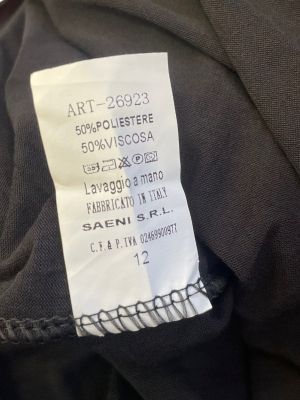 ART-26923
50%POLIESTERE
50%VISCOSA
Lavaggio a mano
FABBRICATO IN ITALY
SAENI S.R.L.
C.F.& P.IVA 02469900977
12